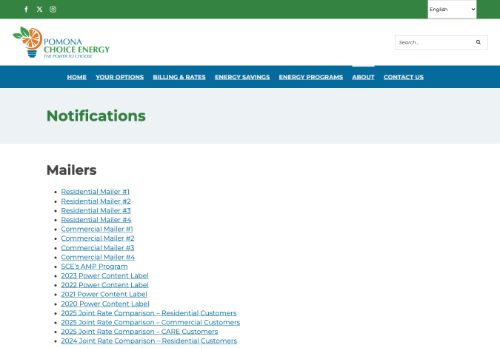 English
POMONA
CHOICE ENERGY
THE POWER TO CHOOSE
Search...
HOME YOUR OPTIONS BILLING & RATES ENERGY SAVINGS ENERGY PROGRAMS ABOUT CONTACT US
Notifications
Mailers
Residential Mailer #1
Residential Mailer #2
Residential Mailer #3
Residential Mailer #4
Commercial Mailer #1
Commercial Mailer #2
Commercial Mailer #3
Commercial Mailer #4
SCE's AMP Program
2023 Power Content Label
2022 Power Content Label
2021 Power Content Label
2020 Power Content Label
2025 Joint Rate Comparison – Residential Customers
2025 Joint Rate Comparison – Commercial Customers
2025 Joint Rate Comparison – CARE Customers
2024 Joint Rate Comparison – Residential Customers